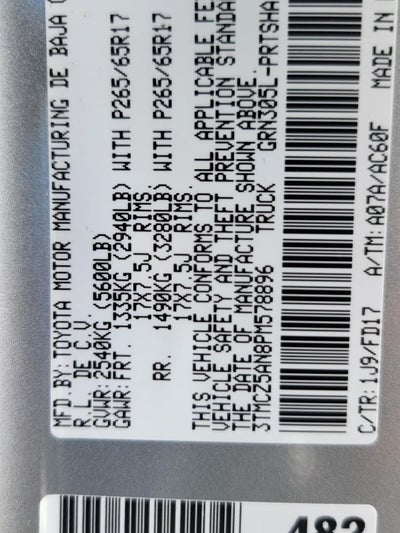 MFD.BY:TOYOTA MOTOR MANUFACTURING DE BAJA (
R.L. DE C.V.
GVWR:2540KG (5600LB)
GAWR:FRT. 1335KG (2940LB) WITH P265/65R17
17X7.5J RIMS.
RR. 1490KG (3280LB) WITH P265/65R17
17X7.5J RIMS.
THIS VEHICLE CONFORMS TO ALL APPLICABLE FE
VEHICLE SAFETY AND THEFT PREVENTION STANDA
THE DATE OF MANUFACTURE SHOWN ABOVE.
3TMCZ5AN8PM578896 TRUCK GRN305L-PRTSHA
C/TR:1J9/FD17 A/TM:A07A/AC60F MADE IN
483